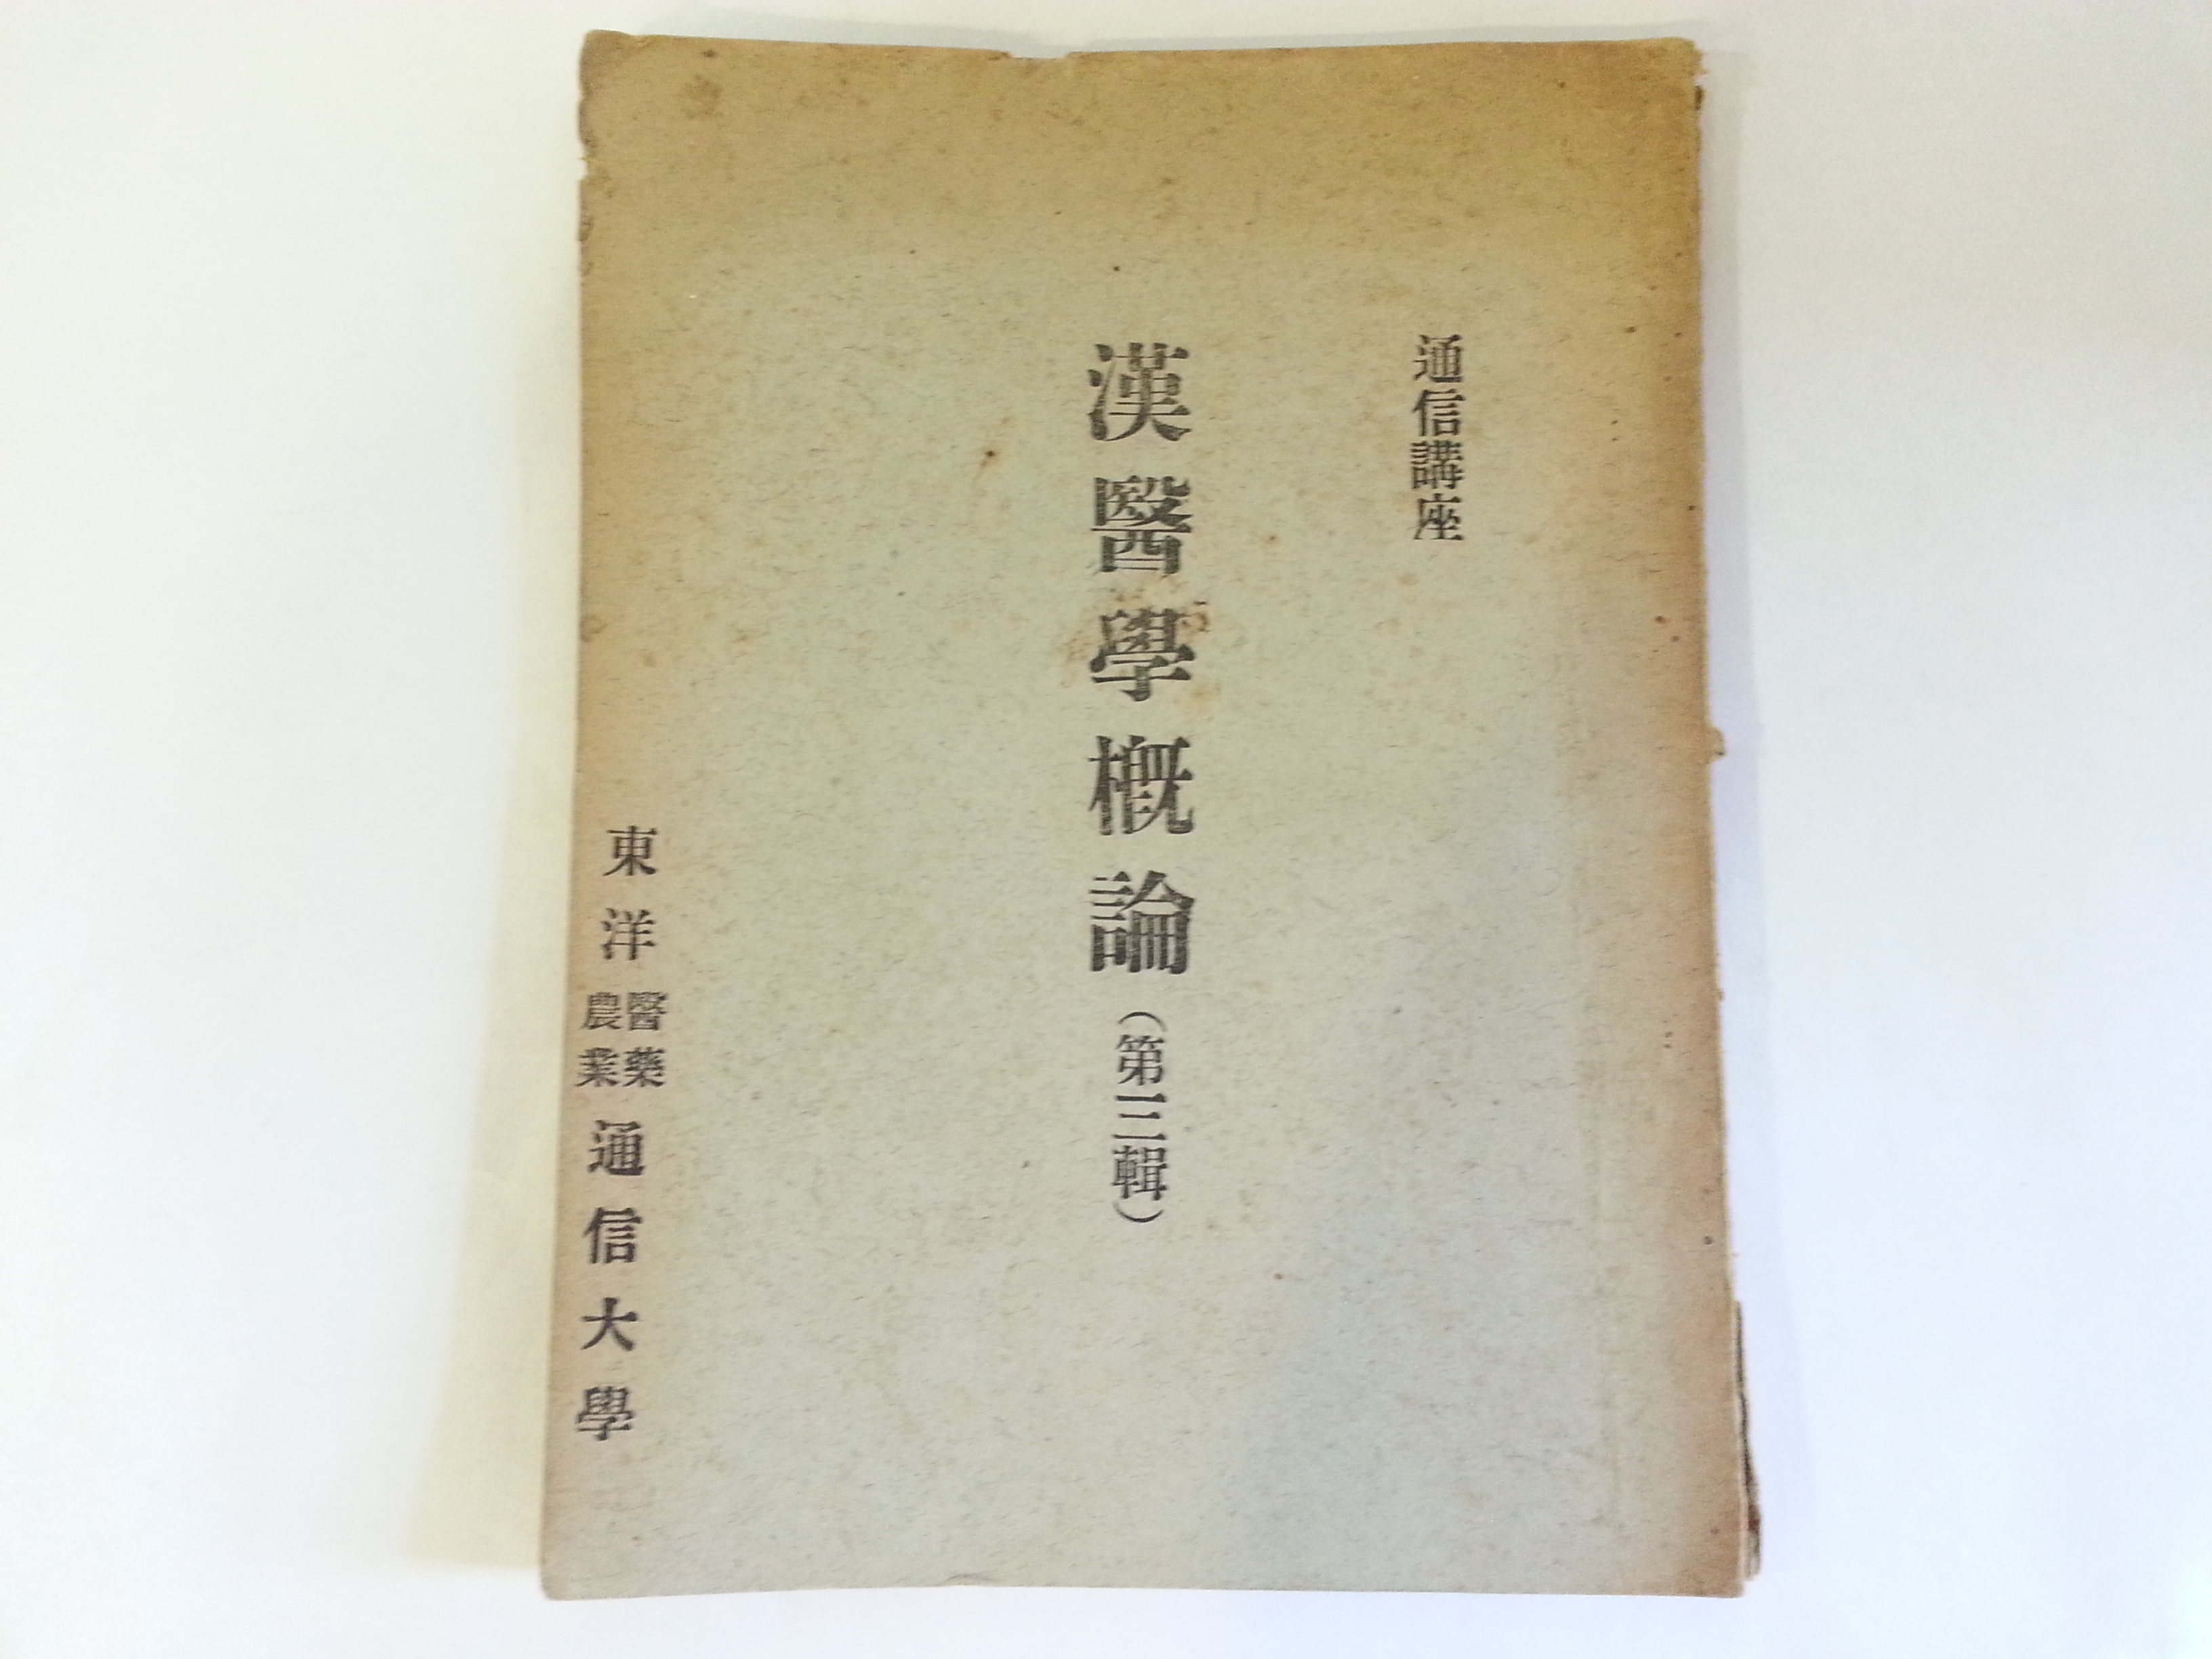 通信講座
漢醫學概論(第三輯)
東洋醫藥農業通信大學